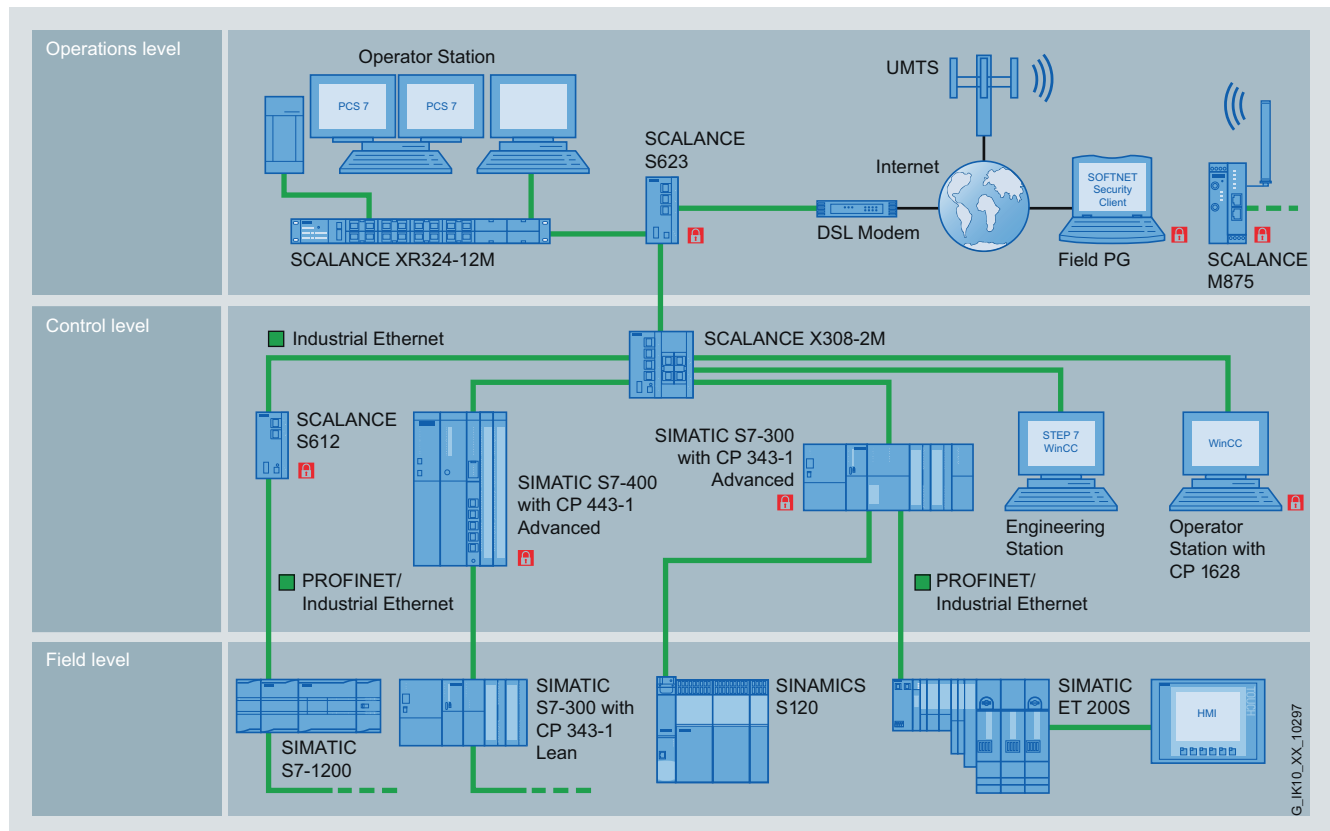 Operations level
Operator Station
PCS 7
PCS 7
SCALANCE
S623
UMTS
Internet
SOFTNET
Security
Client
SCALANCE XR324-12M
DSL Modem
Field PG
SCALANCE
M875
Control level
Industrial Ethernet
SCALANCE X308-2M
SCALANCE
S612
SIMATIC S7-400
with CP 443-1
Advanced
SIMATIC S7-300
with CP 343-1
Advanced
STEP 7
WinCC
WinCC
Engineering
Station
Operator
Station with
CP 1628
PROFINET/
Industrial Ethernet
PROFINET/
Industrial Ethernet
Field level
SIMATIC
S7-1200
SIMATIC
S7-300 with
CP 343-1
Lean
SINAMICS
S120
SIMATIC
ET 200S
HMI
G_IK10_XX_10297